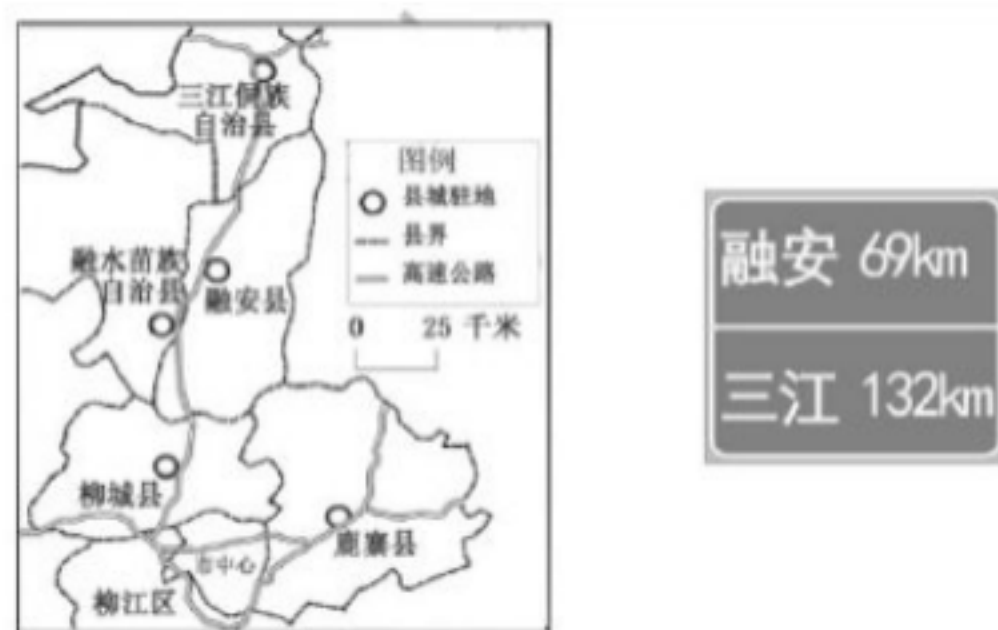 三江侗族
自治县
图例
县城驻地
县界
高速公路
0 25 千米
融水苗族
自治县
融安县
柳城县
鹿寨县
市中心
柳江区
融安 69km
三江 132km